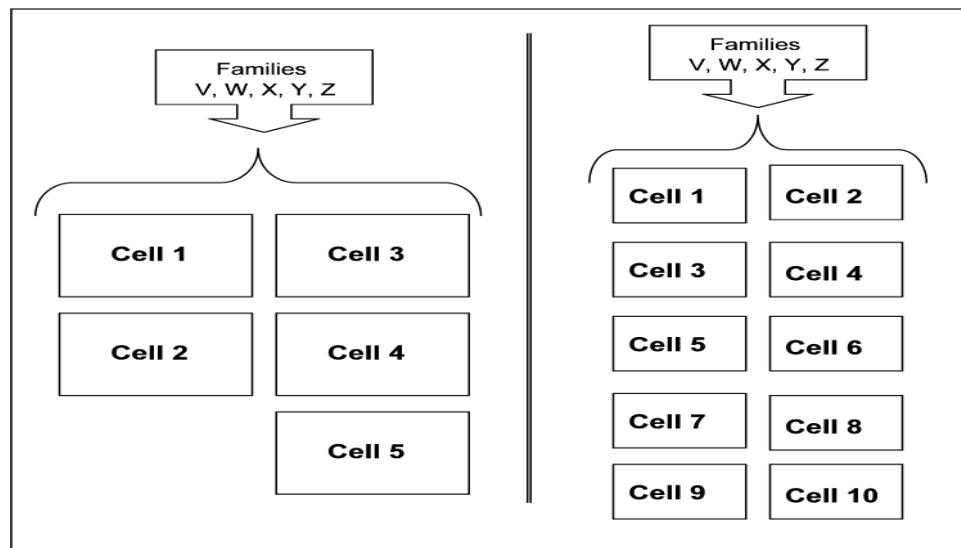 Families
V, W, X, Y, Z
Cell 1
Cell 3
Cell 2
Cell 4
Cell 5
Families
V, W, X, Y, Z
Cell 1
Cell 2
Cell 3
Cell 4
Cell 5
Cell 6
Cell 7
Cell 8
Cell 9
Cell 10